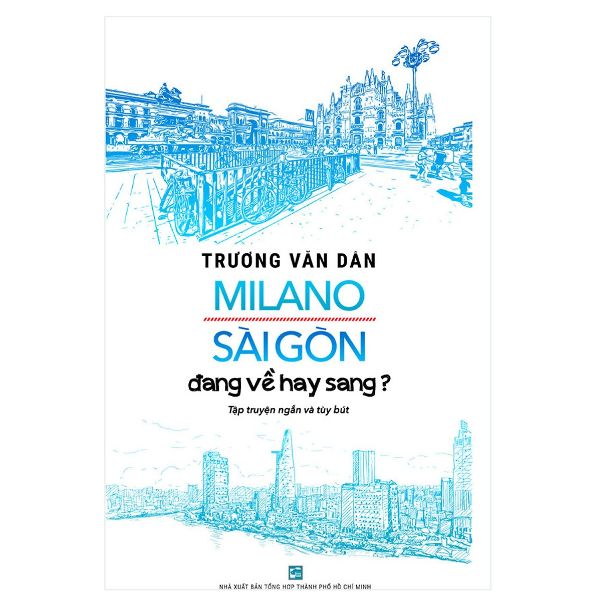 TRƯƠNG VĂN DÂN
MILANO
SÀI GÒN
đang về hay sang?
Tập truyện ngắn và tùy bút
NHÀ XUẤT BẢN TỔNG HỢP THÀNH PHỐ HỒ CHÍ MINH